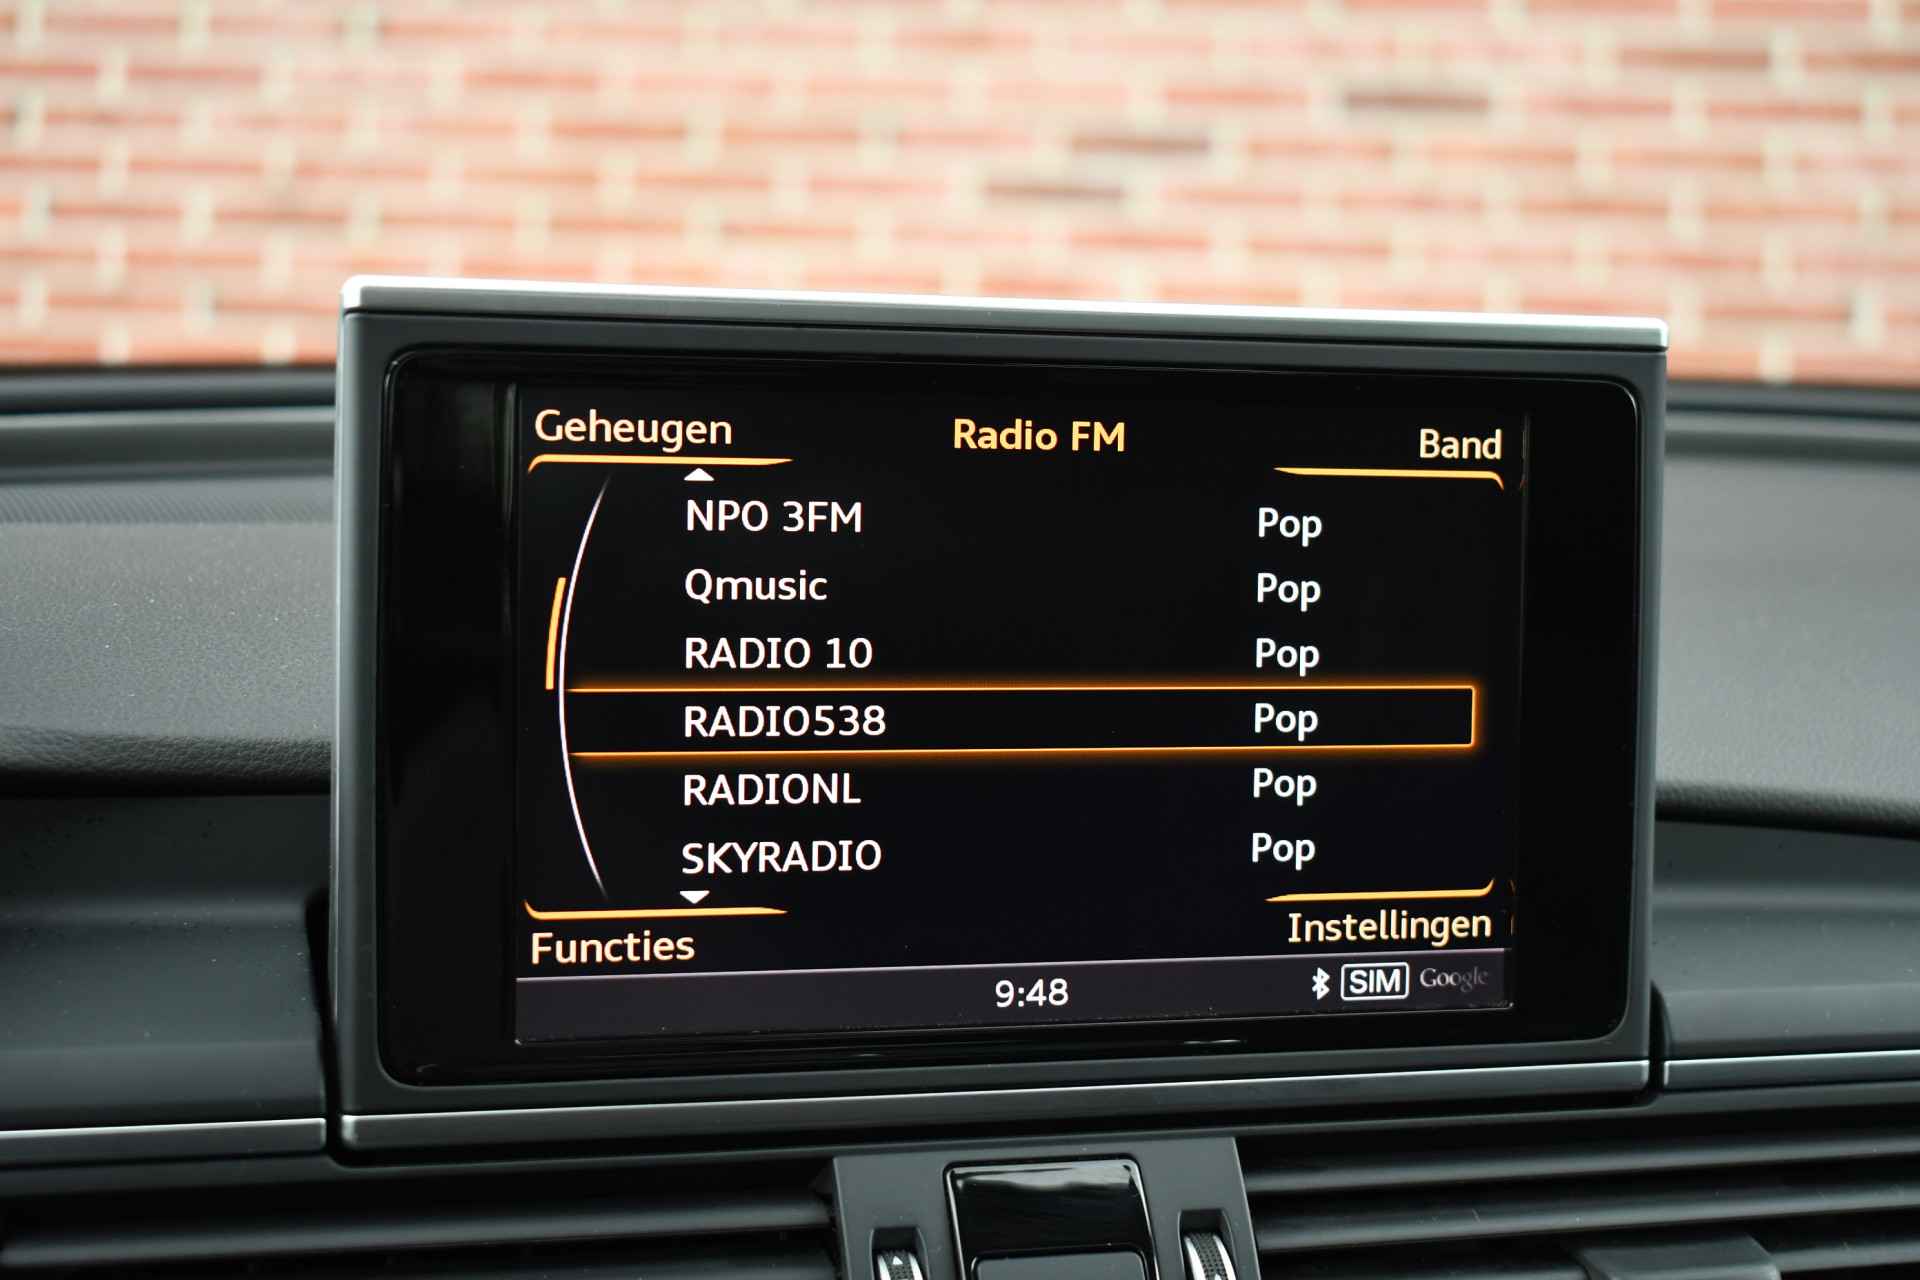 Geheugen Radio FM Band
NPO 3FM Pop
Qmusic Pop
RADIO 10 Pop
RADIO538 Pop
RADIONL Pop
SKYRADIO Pop
Functies Instellingen
9:48 SIM Google